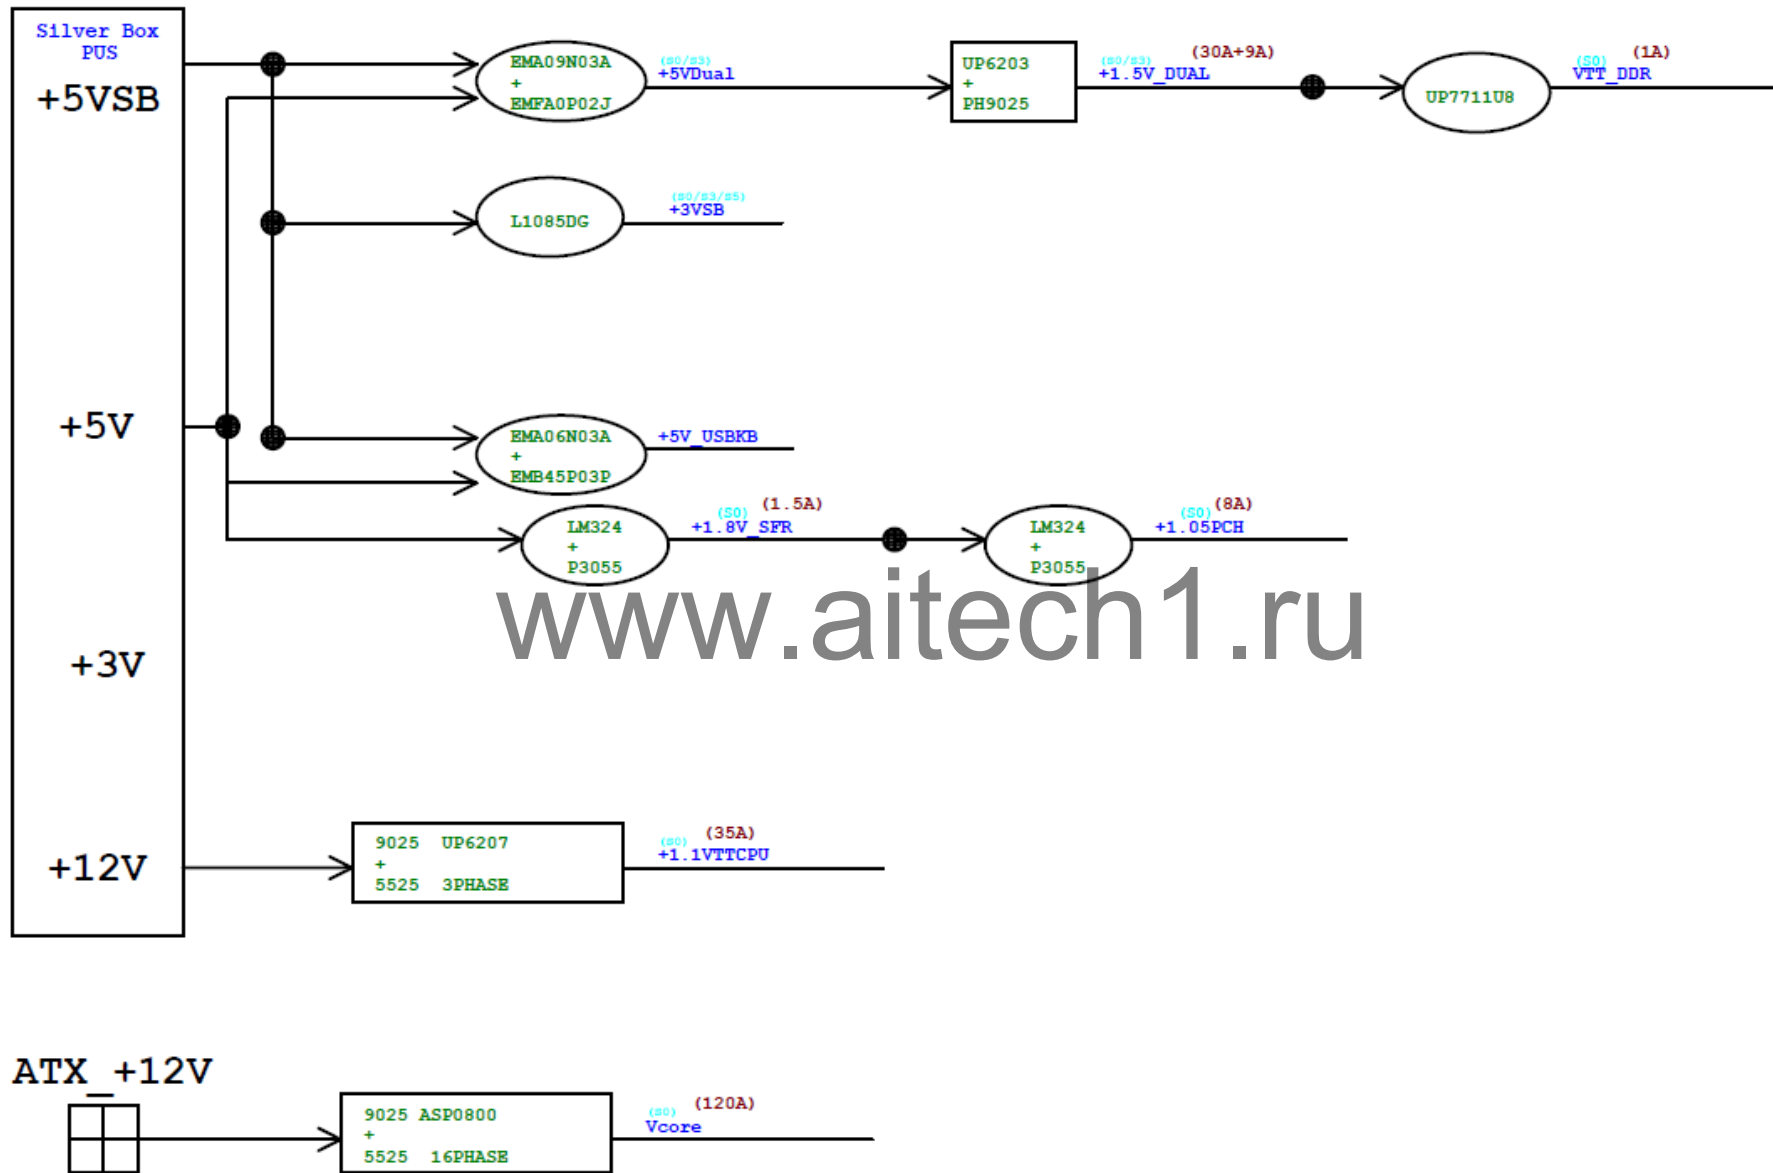 Silver Box
PUS
+5VSB
EMA09N03A
+
EMFA0P02J
(S0/S3)
+5VDual
UP6203
+
PH9025
(S0/S3)
(30A+9A)
+1.5V_DUAL
UP7711U8
(S0)
(1A)
VTT_DDR
L1085DG
(S0/S3/S5)
+3VSB
+5V
EMA06N03A
+
EMB45P03P
+5V_USBKB
LM324
+
P3055
(S0)
(1.5A)
+1.8V_SFR
LM324
+
P3055
(S0)
(8A)
+1.05PCH
www.aitech1.ru
+3V
+12V
9025 UP6207
+
5525 3PHASE
(S0)
(35A)
+1.1VTTCPU
ATX_+12V
9025 ASP0800
+
5525 16PHASE
(S0)
(120A)
Vcore